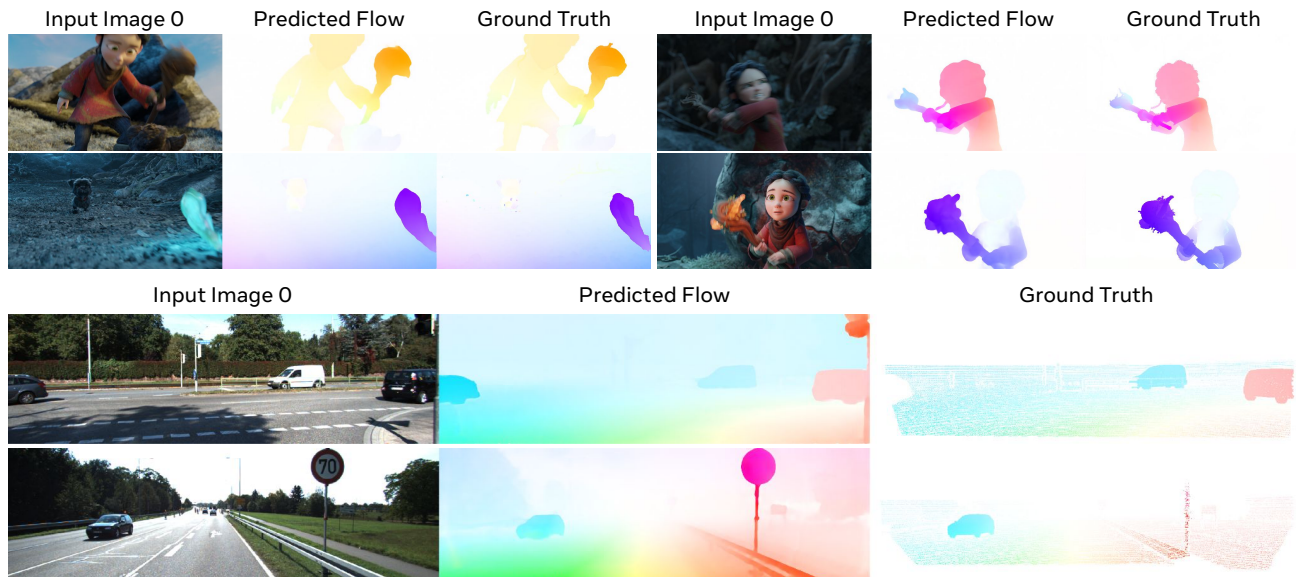 Input Image 0 Predicted Flow Ground Truth Input Image 0 Predicted Flow Ground Truth
Input Image 0 Predicted Flow Ground Truth
70